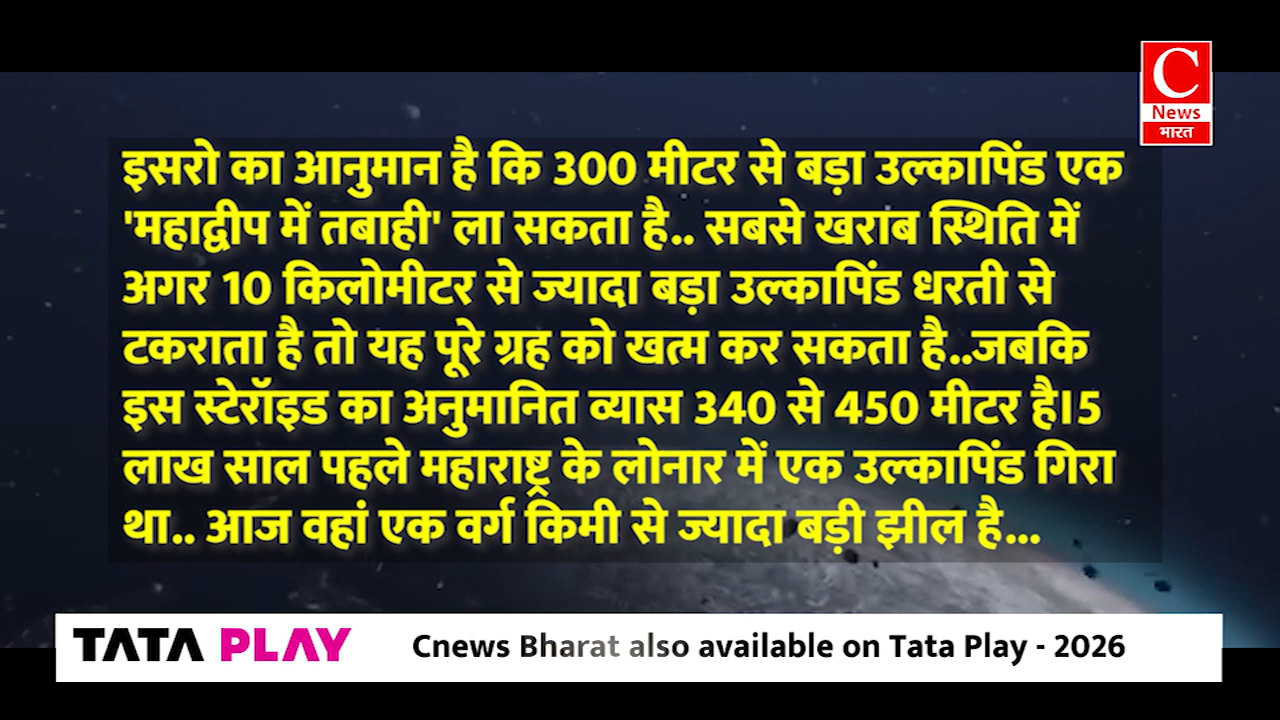 C
News
भारत
इसरो का आनुमान है कि 300 मीटर से बड़ा उल्कापिंड एक
'महाद्वीप में तबाही' ला सकता है.. सबसे खराब स्थिति में
अगर 10 किलोमीटर से ज्यादा बड़ा उल्कापिंड धरती से
टकराता है तो यह पूरे ग्रह को खत्म कर सकता है..जबकि
इस स्टेरॉइड का अनुमानित व्यास 340 से 450 मीटर है।5
लाख साल पहले महाराष्ट्र के लोनार में एक उल्कापिंड गिरा
था.. आज वहां एक वर्ग किमी से ज्यादा बड़ी झील है...
TATA PLAY Cnews Bharat also available on Tata Play - 2026